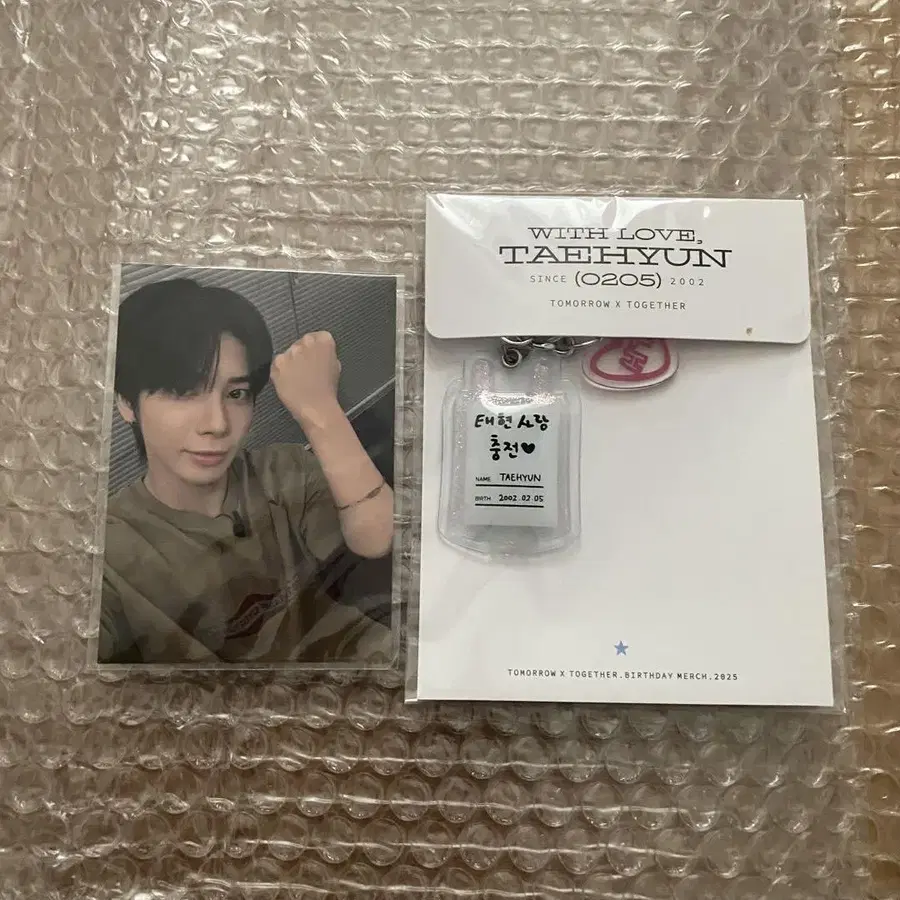 WITH LOVE,
TAEHYUN
SINCE (0205) 2002
TOMORROW X TOGETHER
태현 사랑
충전♥
NAME TAEHYUN
BIRTH 2002.02.05
TOMORROW X TOGETHER.BIRTHDAY MERCH.2025